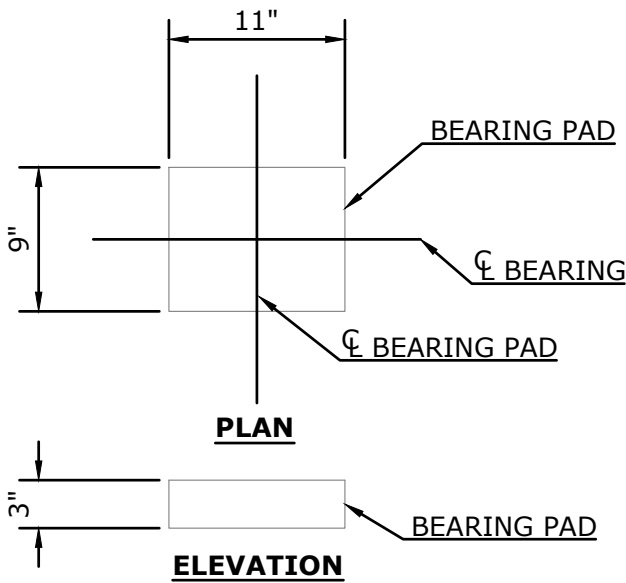 11"
BEARING PAD
9"
℄ BEARING
℄ BEARING PAD
PLAN
3"
BEARING PAD
ELEVATION